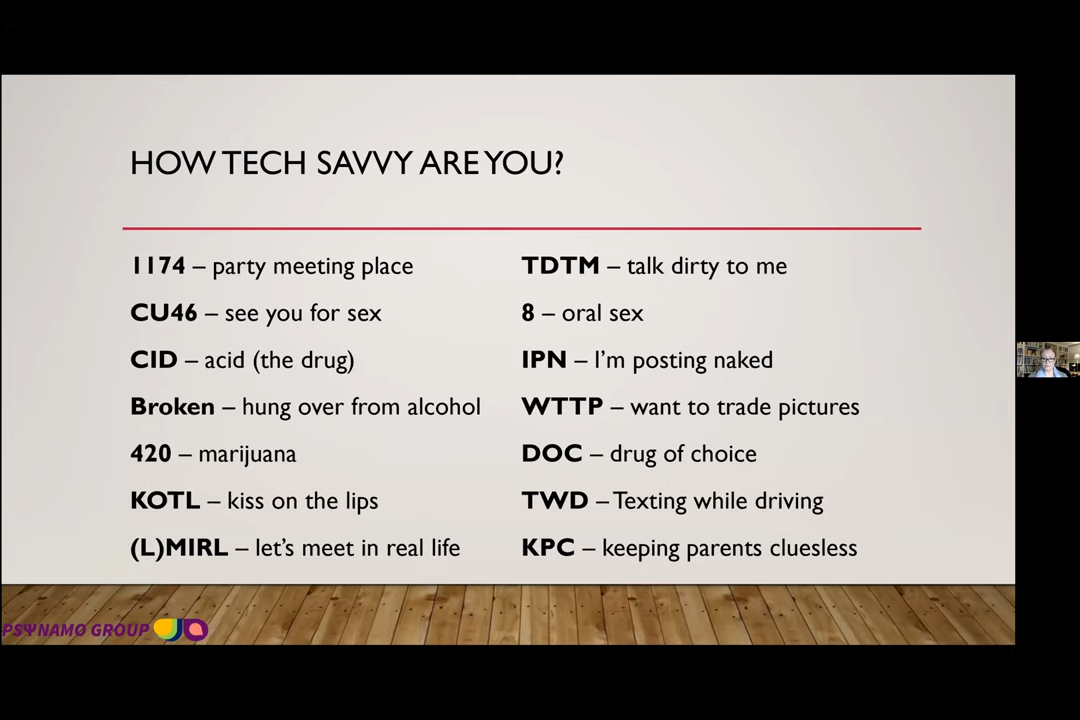 HOW TECH SAVVY ARE YOU?
1174 – party meeting place
CU46 – see you for sex
CID – acid (the drug)
Broken – hung over from alcohol
420 – marijuana
KOTL – kiss on the lips
(L)MIRL – let's meet in real life
TDTM – talk dirty to me
8 – oral sex
IPN – I'm posting naked
WTTP – want to trade pictures
DOC – drug of choice
TWD – Texting while driving
KPC – keeping parents cluesless
PSΨNAMO GROUP